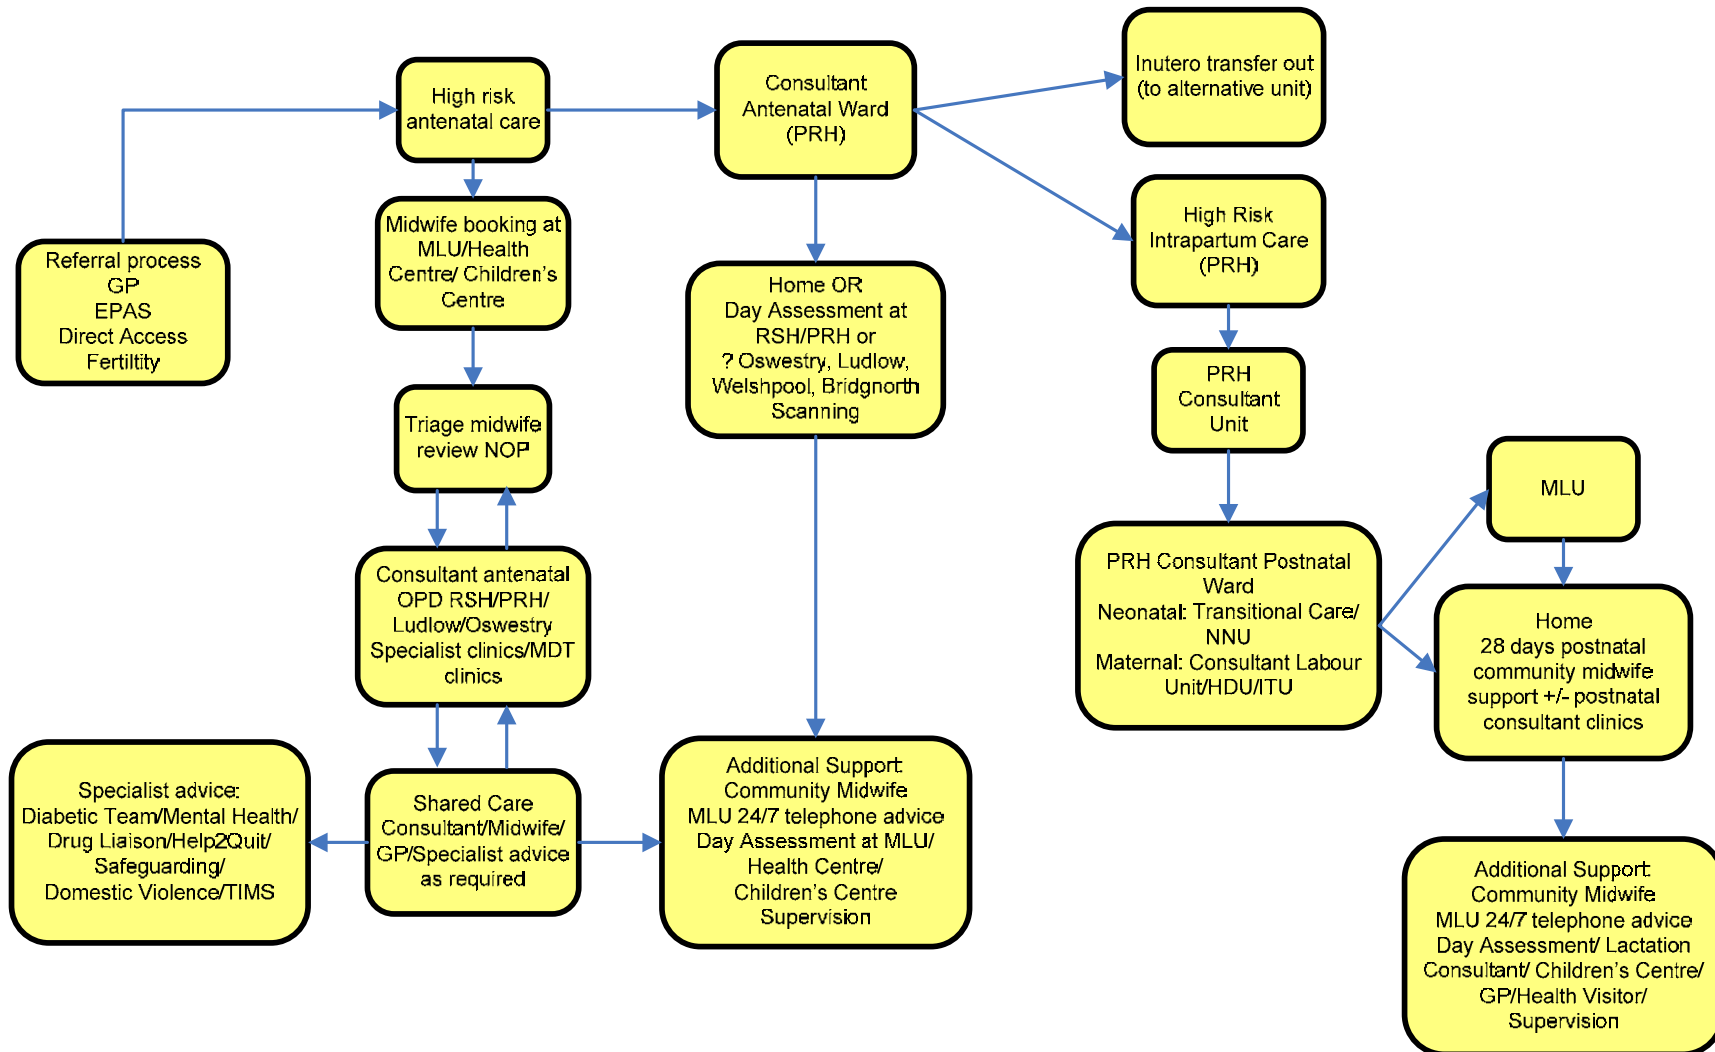 Referral process
GP
EPAS
Direct Access
Fertiltity
High risk
antenatal care
Midwife booking at
MLU/Health
Centre/ Children's
Centre
Triage midwife
review NOP
Consultant antenatal
OPD RSH/PRH/
Ludlow/Oswestry
Specialist clinics/MDT
clinics
Shared Care
Consultant/Midwife/
GP/Specialist advice
as required
Specialist advice:
Diabetic Team/Mental Health/
Drug Liaison/Help2Quit/
Safeguarding/
Domestic Violence/TIMS
Consultant
Antenatal Ward
(PRH)
Home OR
Day Assessment at
RSH/PRH or
? Oswestry, Ludlow,
Welshpool, Bridgnorth
Scanning
Additional Support:
Community Midwife
MLU 24/7 telephone advice
Day Assessment at MLU/
Health Centre/
Children's Centre
Supervision
Inutero transfer out
(to alternative unit)
High Risk
Intrapartum Care
(PRH)
PRH
Consultant
Unit
PRH Consultant Postnatal
Ward
Neonatal: Transitional Care/
NNU
Maternal: Consultant Labour
Unit/HDU/ITU
MLU
Home
28 days postnatal
community midwife
support +/- postnatal
consultant clinics
Additional Support:
Community Midwife
MLU 24/7 telephone advice
Day Assessment/ Lactation
Consultant/ Children's Centre/
GP/Health Visitor/
Supervision